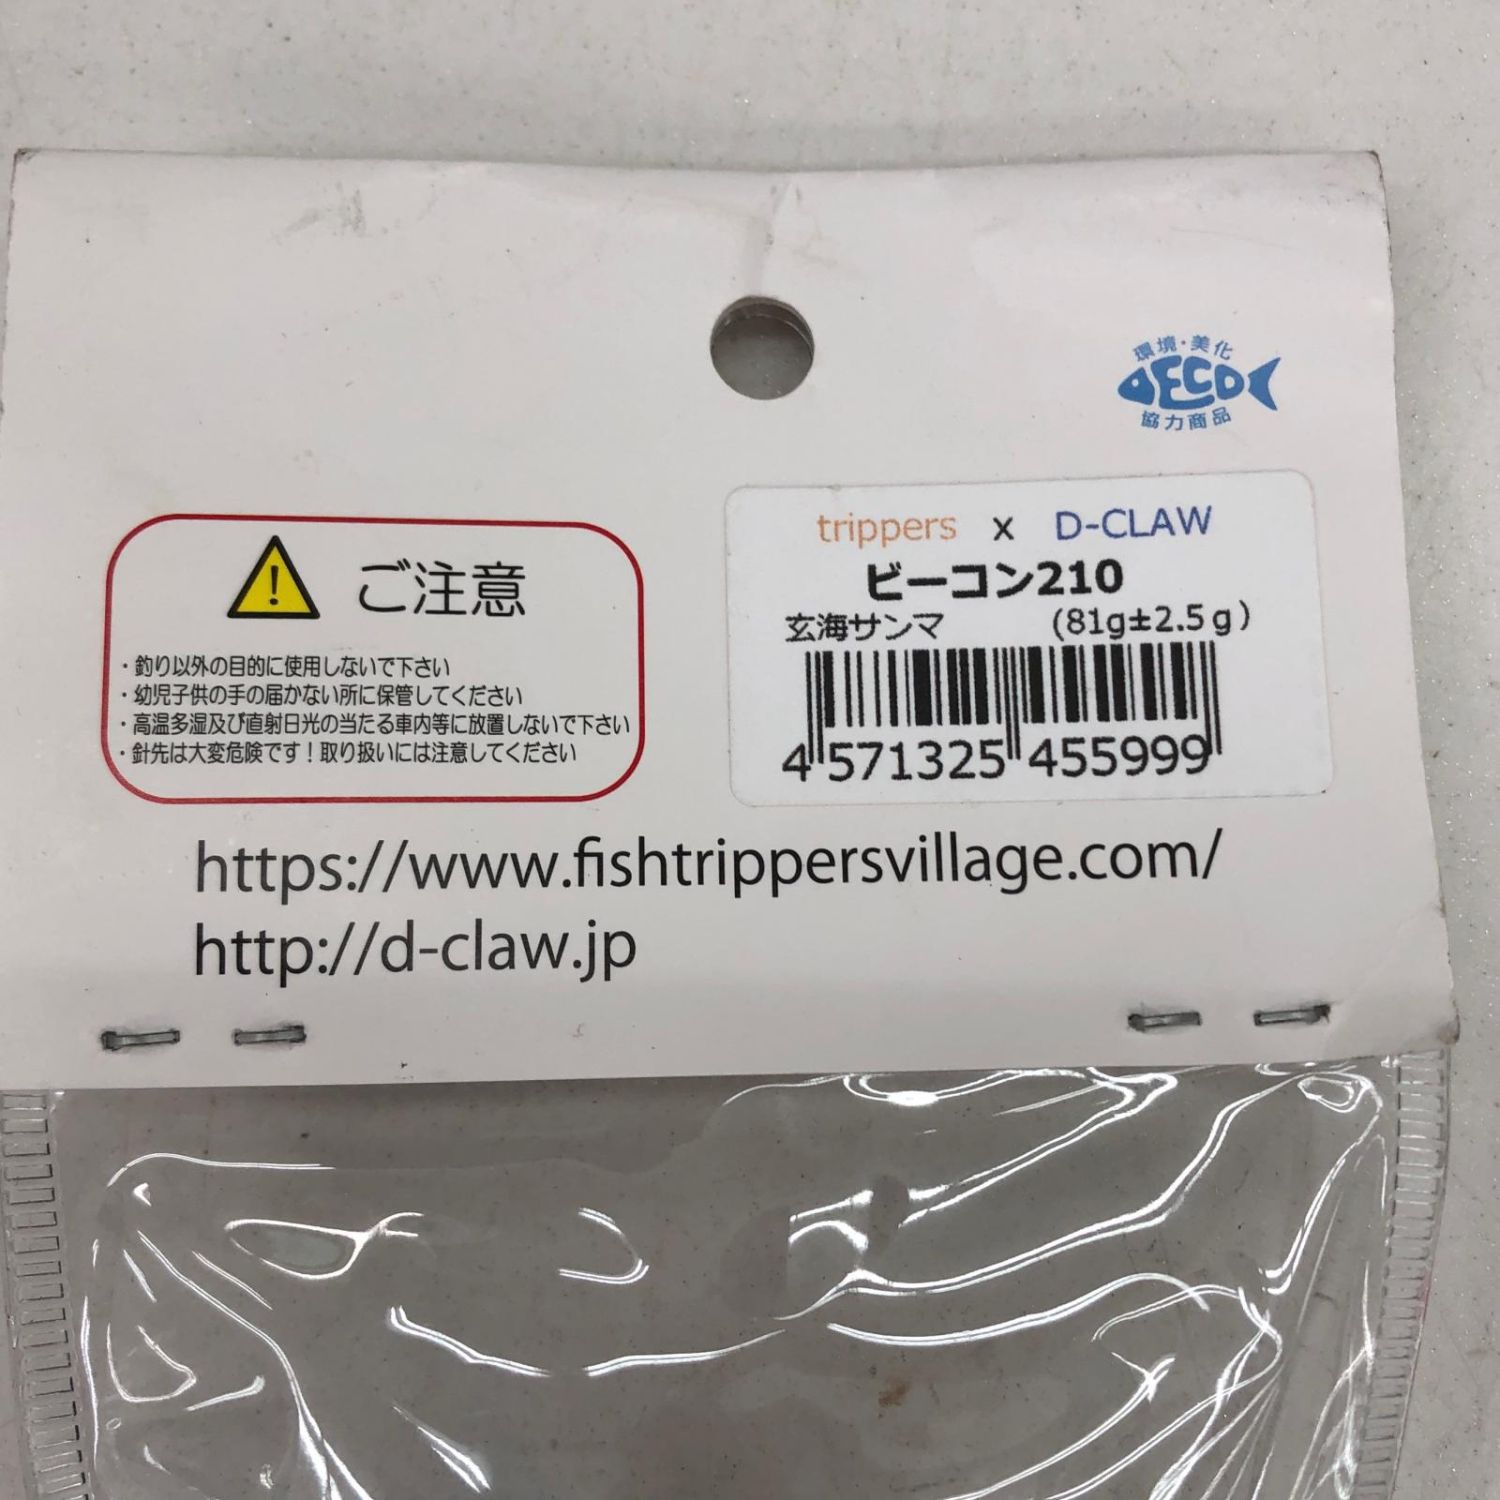 環境・美化
ECO
協力商品
trippers x D-CLAW
ビーコン210
玄海サンマ (81g±2.5g)
4 571325 455999
ご注意
・釣り以外の目的に使用しないで下さい
・幼児子供の手の届かない所に保管してください
・高温多湿及び直射日光の当たる車内等に放置しないで下さい
・針先は大変危険です!取り扱いには注意してください
https://www.fishtrippersvillage.com/
http://d-claw.jp